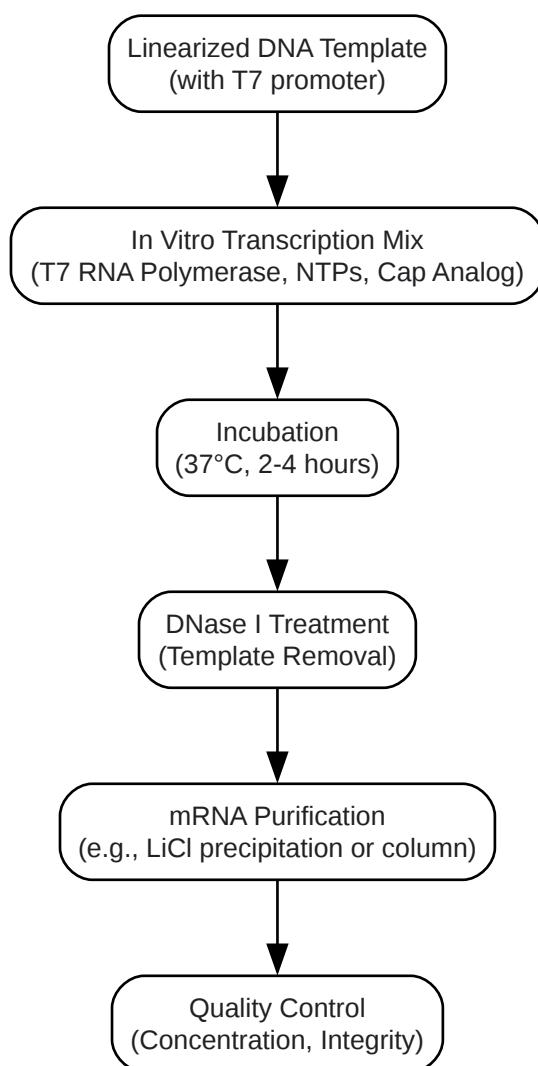 Linearized DNA Template
(with T7 promoter)
In Vitro Transcription Mix
(T7 RNA Polymerase, NTPs, Cap Analog)
Incubation
(37°C, 2-4 hours)
DNase I Treatment
(Template Removal)
mRNA Purification
(e.g., LiCl precipitation or column)
Quality Control
(Concentration, Integrity)